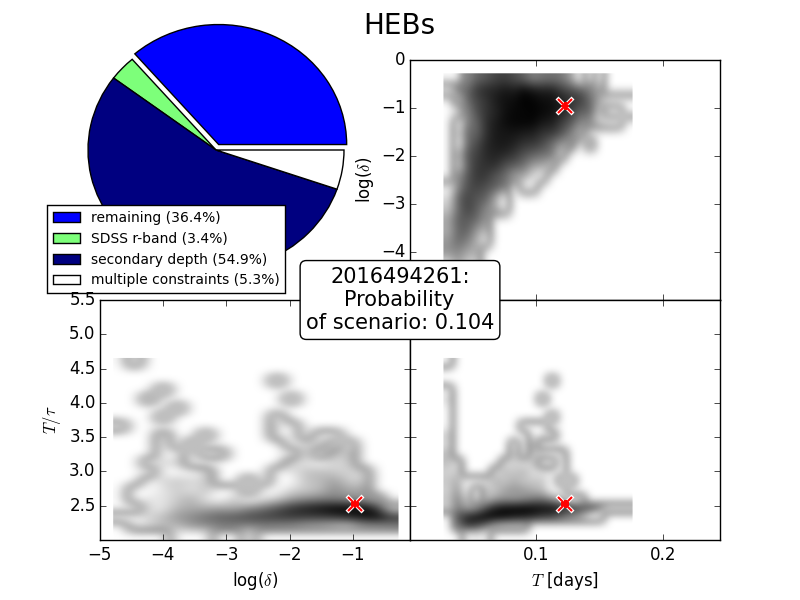 HEBs
0
−1
−2
−3
−4
log(δ)
remaining (36.4%)
SDSS r-band (3.4%)
secondary depth (54.9%)
multiple constraints (5.3%)
2016494261:
Probability
of scenario: 0.104
5.5
5.0
4.5
4.0
3.5
3.0
2.5
T/τ
−5 −4 −3 −2 −1
log(δ)
0.1 0.2
T [days]